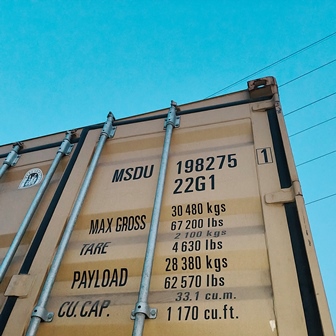 MSDU 198275 1
22G1
MAX GROSS 30 480 kgs
67 200 lbs
TARE 2 100 kgs
4 630 lbs
PAYLOAD 28 380 kgs
62 570 lbs
CU. CAP. 33.1 cu.m.
1 170 cu.ft.